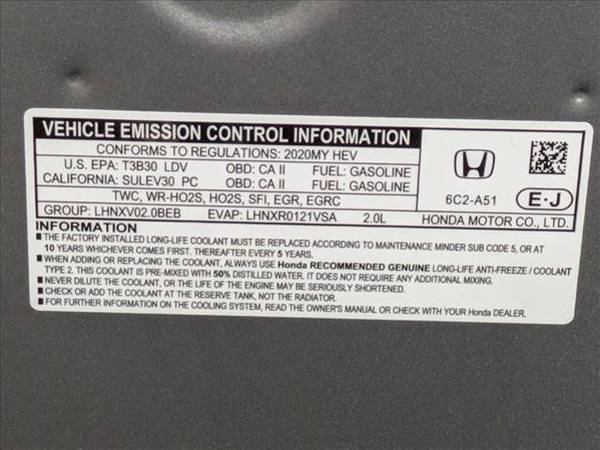 VEHICLE EMISSION CONTROL INFORMATION
CONFORMS TO REGULATIONS: 2020MY HEV
U.S. EPA: T3B30 LDV OBD: CA II FUEL: GASOLINE
CALIFORNIA: SULEV30 PC OBD: CA II FUEL: GASOLINE
TWC, WR-HO2S, HO2S, SFI, EGR, EGRC
GROUP: LHNXV02.0BEB EVAP: LHNXR0121VSA 2.0L
6C2-A51 E-J
HONDA MOTOR CO., LTD.
INFORMATION
■ THE FACTORY INSTALLED LONG-LIFE COOLANT MUST BE REPLACED ACCORDING TO MAINTENANCE MINDER SUB CODE 5, OR AT
10 YEARS WHICHEVER COMES FIRST. THEREAFTER EVERY 5 YEARS.
■ WHEN ADDING OR REPLACING THE COOLANT, ALWAYS USE Honda RECOMMENDED GENUINE LONG-LIFE ANTI-FREEZE / COOLANT
TYPE 2. THIS COOLANT IS PRE-MIXED WITH 50% DISTILLED WATER. IT DOES NOT REQUIRE ANY ADDITIONAL MIXING.
■ NEVER DILUTE THE COOLANT, OR THE LIFE OF THE ENGINE MAY BE SERIOUSLY SHORTENED.
■ CHECK OR ADD THE COOLANT AT THE RESERVE TANK, NOT THE RADIATOR.
■ FOR FURTHER INFORMATION ON THE COOLING SYSTEM, READ THE OWNER'S MANUAL OR CHECK WITH YOUR Honda DEALER.